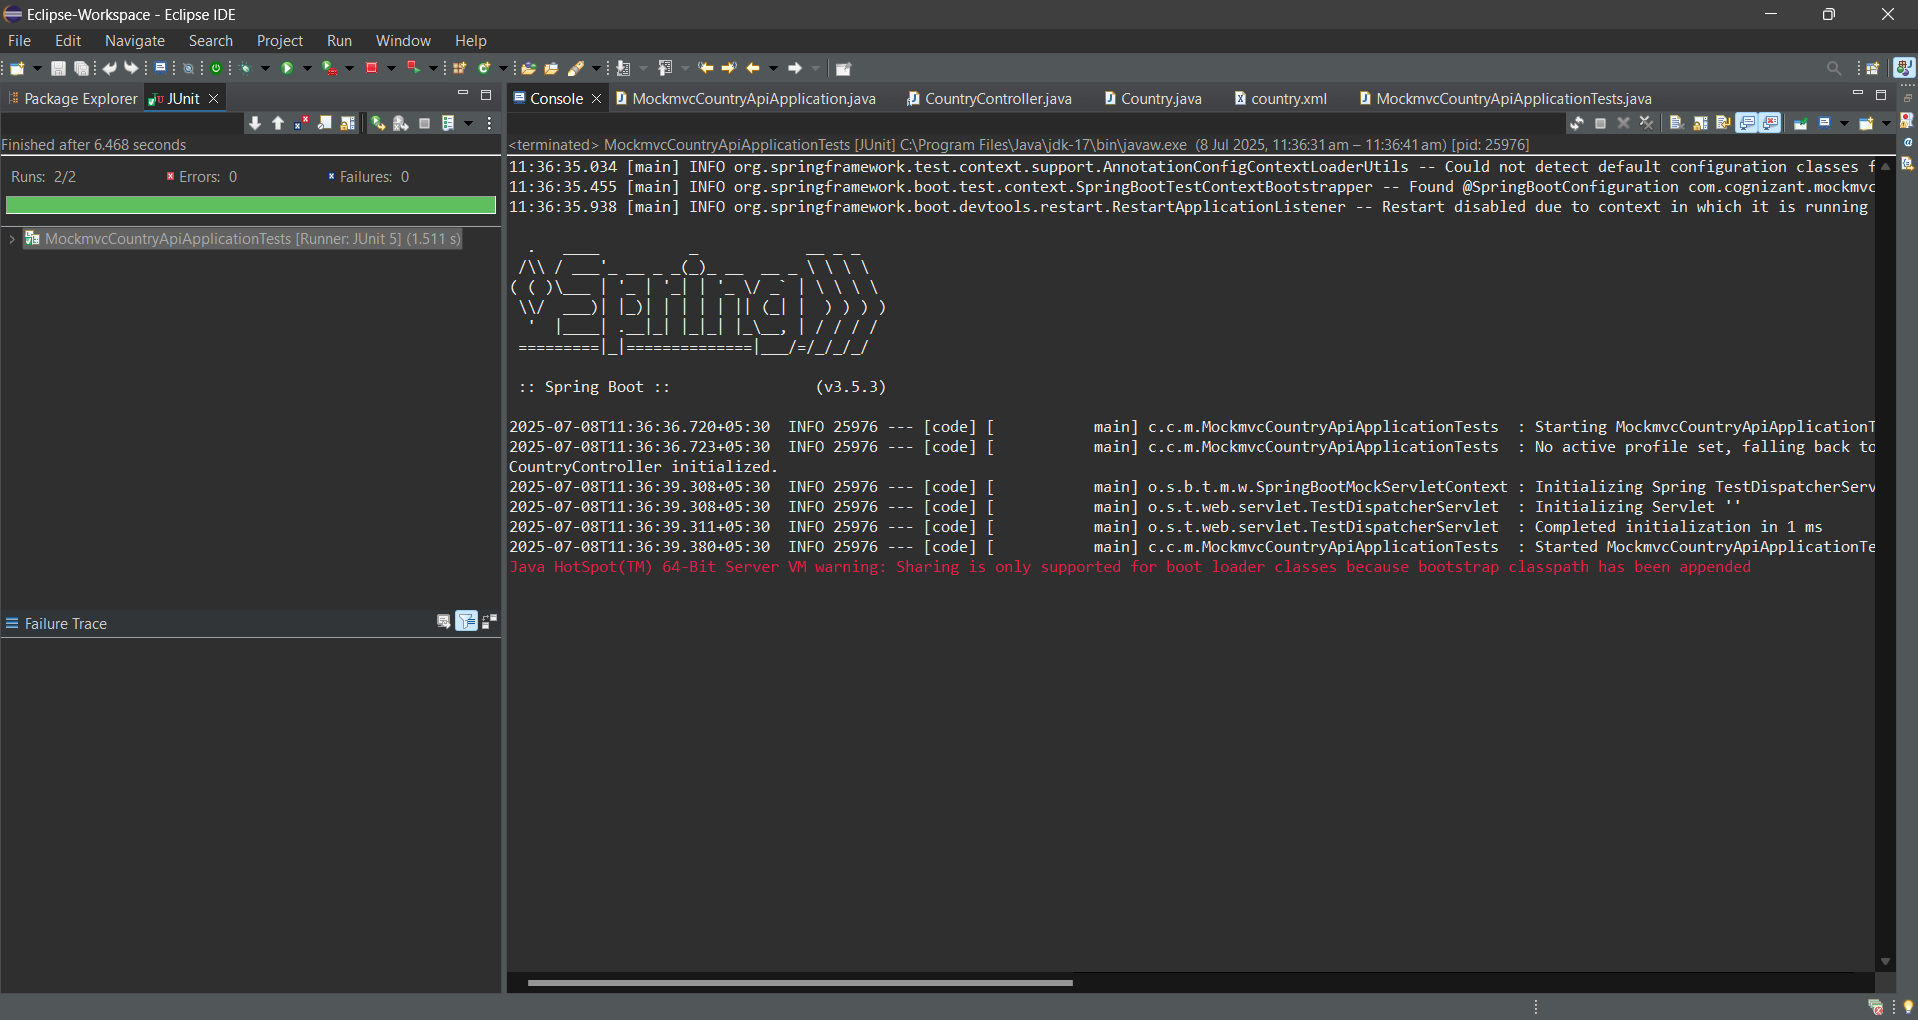 Eclipse-Workspace - Eclipse IDE
File Edit Navigate Search Project Run Window Help
Package Explorer JUnit
Console MockmvcCountryApiApplication.java CountryController.java Country.java country.xml MockmvcCountryApiApplicationTests.java
Finished after 6.468 seconds
Runs: 2/2 Errors: 0 Failures: 0
MockmvcCountryApiApplicationTests [Runner: JUnit 5] (1.511 s)
Failure Trace
<terminated> MockmvcCountryApiApplicationTests [JUnit] C:\Program Files\Java\jdk-17\bin\javaw.exe (8 Jul 2025, 11:36:31 am – 11:36:41 am) [pid: 25976]
11:36:35.034 [main] INFO org.springframework.test.context.support.AnnotationConfigContextLoaderUtils -- Could not detect default configuration classes f
11:36:35.455 [main] INFO org.springframework.boot.test.context.SpringBootTestContextBootstrapper -- Found @SpringBootConfiguration com.cognizant.mockmvc
11:36:35.938 [main] INFO org.springframework.boot.devtools.restart.RestartApplicationListener -- Restart disabled due to context in which it is running
Spring
:: Spring Boot :: (v3.5.3)
2025-07-08T11:36:36.720+05:30 INFO 25976 --- [code] [ main] c.c.m.MockmvcCountryApiApplicationTests : Starting MockmvcCountryApiApplicationT
2025-07-08T11:36:36.723+05:30 INFO 25976 --- [code] [ main] c.c.m.MockmvcCountryApiApplicationTests : No active profile set, falling back to
CountryController initialized.
2025-07-08T11:36:39.308+05:30 INFO 25976 --- [code] [ main] o.s.b.t.m.w.SpringBootMockServletContext : Initializing Spring TestDispatcherServ
2025-07-08T11:36:39.308+05:30 INFO 25976 --- [code] [ main] o.s.t.web.servlet.TestDispatcherServlet : Initializing Servlet ''
2025-07-08T11:36:39.311+05:30 INFO 25976 --- [code] [ main] o.s.t.web.servlet.TestDispatcherServlet : Completed initialization in 1 ms
2025-07-08T11:36:39.380+05:30 INFO 25976 --- [code] [ main] c.c.m.MockmvcCountryApiApplicationTests : Started MockmvcCountryApiApplicationTe
Java HotSpot(TM) 64-Bit Server VM warning: Sharing is only supported for boot loader classes because bootstrap classpath has been appended